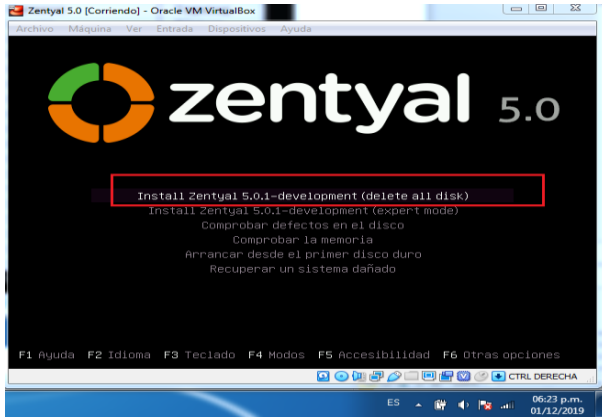 Zentyal 5.0 [Corriendo] - Oracle VM VirtualBox
Archivo Máquina Ver Entrada Dispositivos Ayuda
zentyal 5.0
Install Zentyal 5.0.1-development (delete all disk)
Install Zentyal 5.0.1-development (expert mode)
Comprobar defectos en el disco
Comprobar la memoria
Arrancar desde el primer disco duro
Recuperar un sistema dañado
F1 Ayuda F2 Idioma F3 Teclado F4 Modos F5 Accesibilidad F6 Otras opciones
CTRL DERECHA
ES
06:23 p.m.
01/12/2019